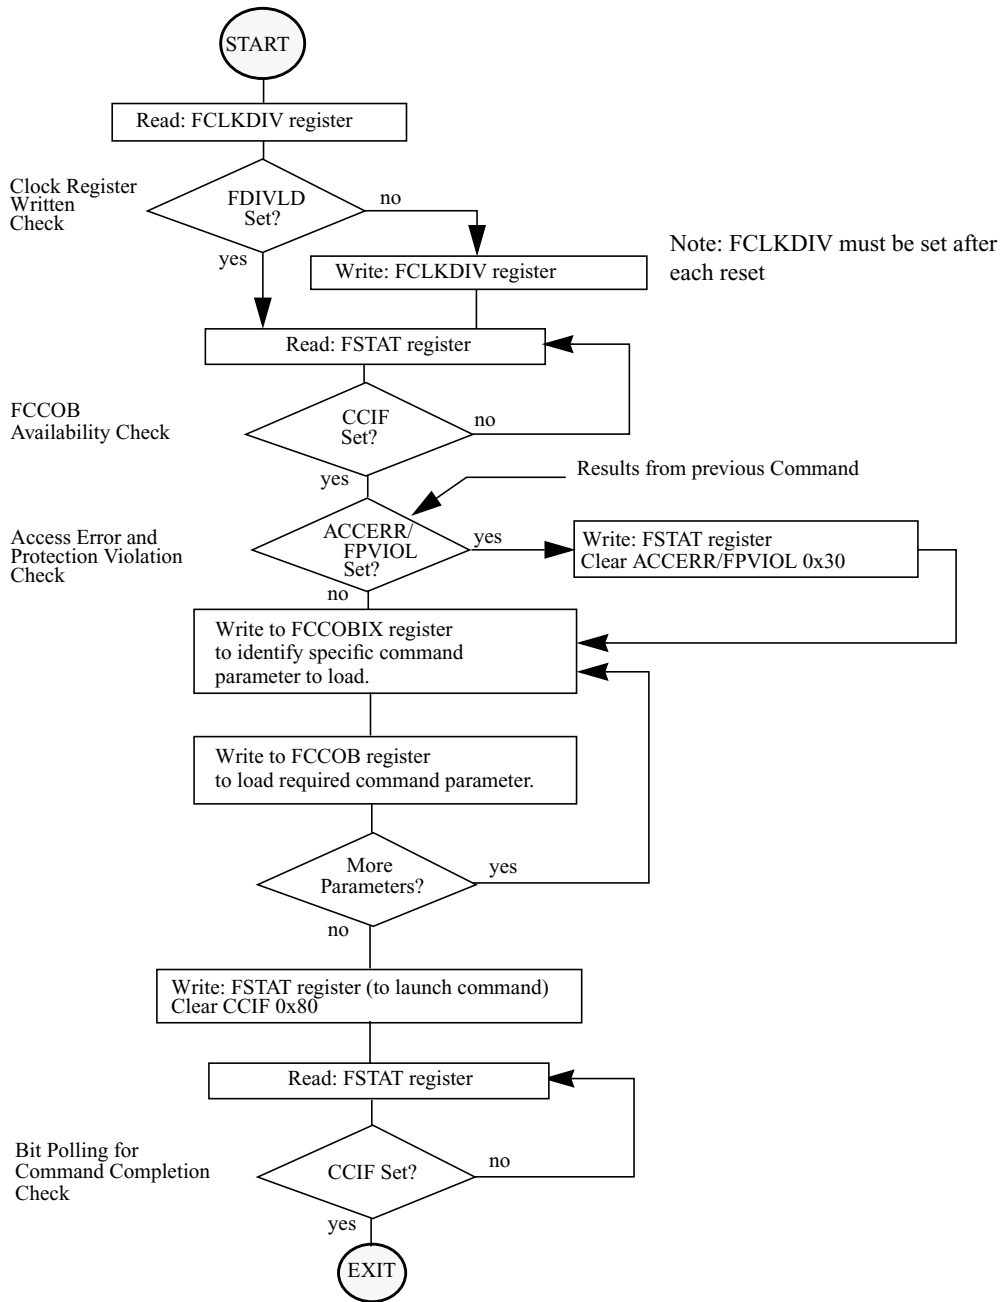 START
Read: FCLKDIV register
Clock Register
Written
Check
FDIVLD
Set?
no
yes
Note: FCLKDIV must be set after
each reset
Write: FCLKDIV register
Read: FSTAT register
FCCOB
Availability Check
CCIF
Set?
no
yes
Results from previous Command
Access Error and
Protection Violation
Check
ACCERR/
FPVIOL
Set?
yes
no
Write: FSTAT register
Clear ACCERR/FPVIOL 0x30
Write to FCCOBIX register
to identify specific command
parameter to load.
Write to FCCOB register
to load required command parameter.
More
Parameters?
yes
no
Write: FSTAT register (to launch command)
Clear CCIF 0x80
Read: FSTAT register
Bit Polling for
Command Completion
Check
CCIF Set?
no
yes
EXIT